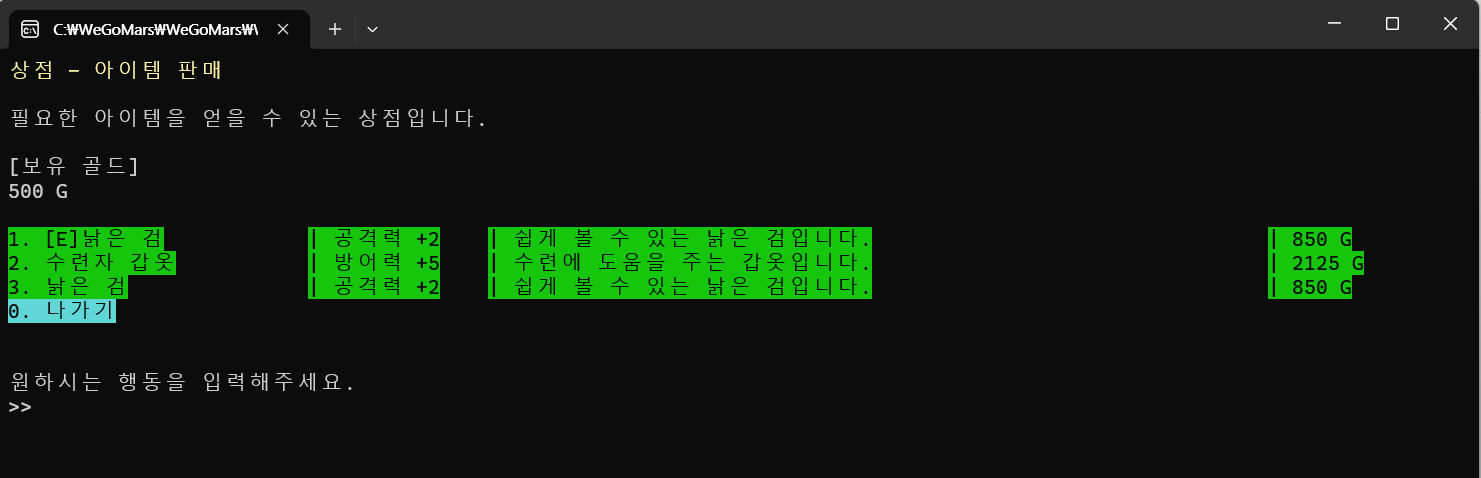 C:₩WeGoMars₩WeGoMars₩\
상점 - 아이템 판매
필요한 아이템을 얻을 수 있는 상점입니다.
[보유 골드]
500 G
1. [E]낡은 검 | 공격력 +2 | 쉽게 볼 수 있는 낡은 검입니다. | 850 G
2. 수련자 갑옷 | 방어력 +5 | 수련에 도움을 주는 갑옷입니다. | 2125 G
3. 낡은 검 | 공격력 +2 | 쉽게 볼 수 있는 낡은 검입니다. | 850 G
0. 나가기
원하시는 행동을 입력해주세요.
>>